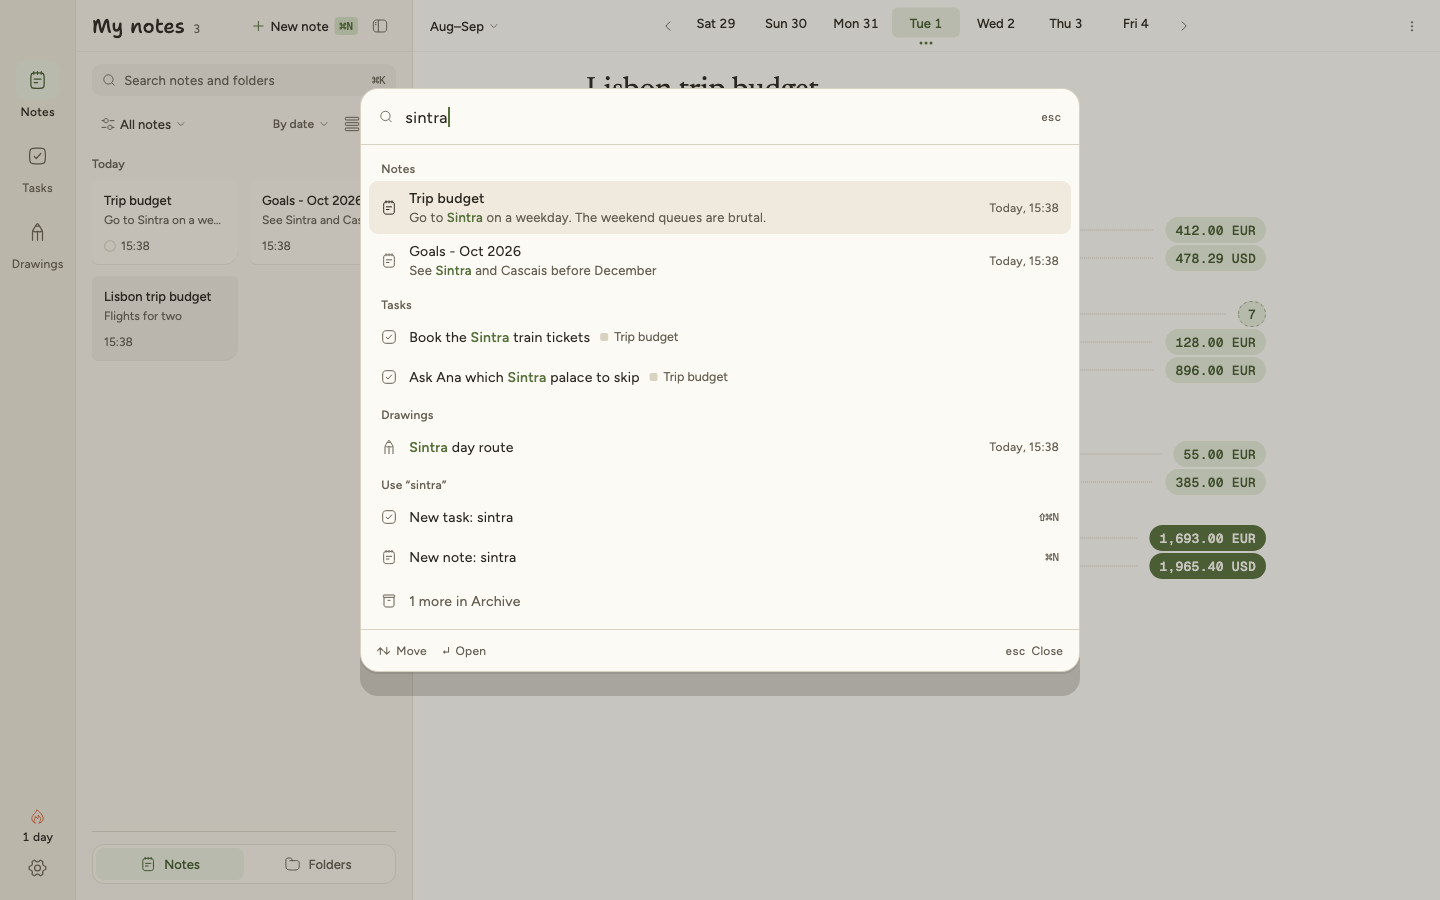 My notes 3
New note ⌘N
Aug–Sep
Sat 29
Sun 30
Mon 31
Tue 1
Wed 2
Thu 3
Fri 4
Notes
Tasks
Drawings
1 day
Search notes and folders ⌘K
All notes
By date
Today
Trip budget
Go to Sintra on a we...
15:38
Goals - Oct 2026
See Sintra and Cas
15:38
Lisbon trip budget
Flights for two
15:38
Notes
Folders
Lisbon trip budget
412.00 EUR
478.29 USD
7
128.00 EUR
896.00 EUR
55.00 EUR
385.00 EUR
1,693.00 EUR
1,965.40 USD
sintra esc
Notes
Trip budget
Go to Sintra on a weekday. The weekend queues are brutal.
Today, 15:38
Goals - Oct 2026
See Sintra and Cascais before December
Today, 15:38
Tasks
Book the Sintra train tickets Trip budget
Ask Ana which Sintra palace to skip Trip budget
Drawings
Sintra day route Today, 15:38
Use “sintra”
New task: sintra ⇧⌘N
New note: sintra ⌘N
1 more in Archive
↑↓ Move ↵ Open esc Close